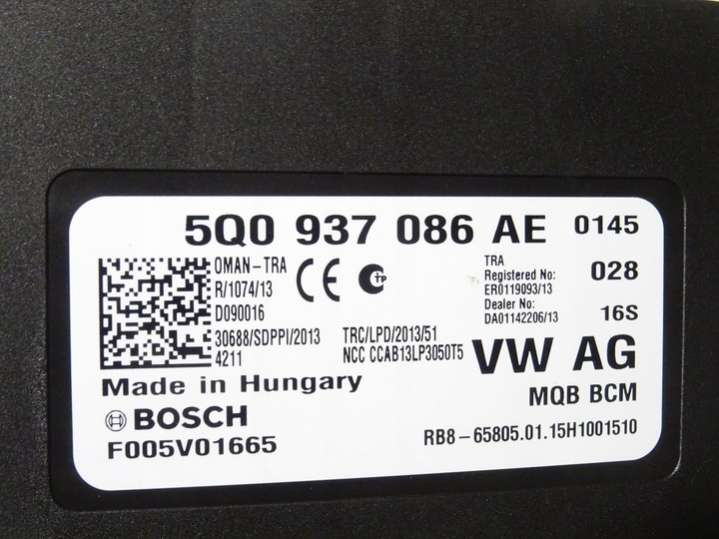 5Q0 937 086 AE 0145
OMAN-TRA
R/1074/13
D090016
30688/SDPPI/2013
4211
CE
TP
TRC/LPD/2013/51
NCC CCAB13LP3050T5
TRA
Registered No:
ER0119093/13
Dealer No:
DA01142206/13
028
16S
VW AG
MQB BCM
Made in Hungary
BOSCH
F005V01665
RB8-65805.01.15H1001510